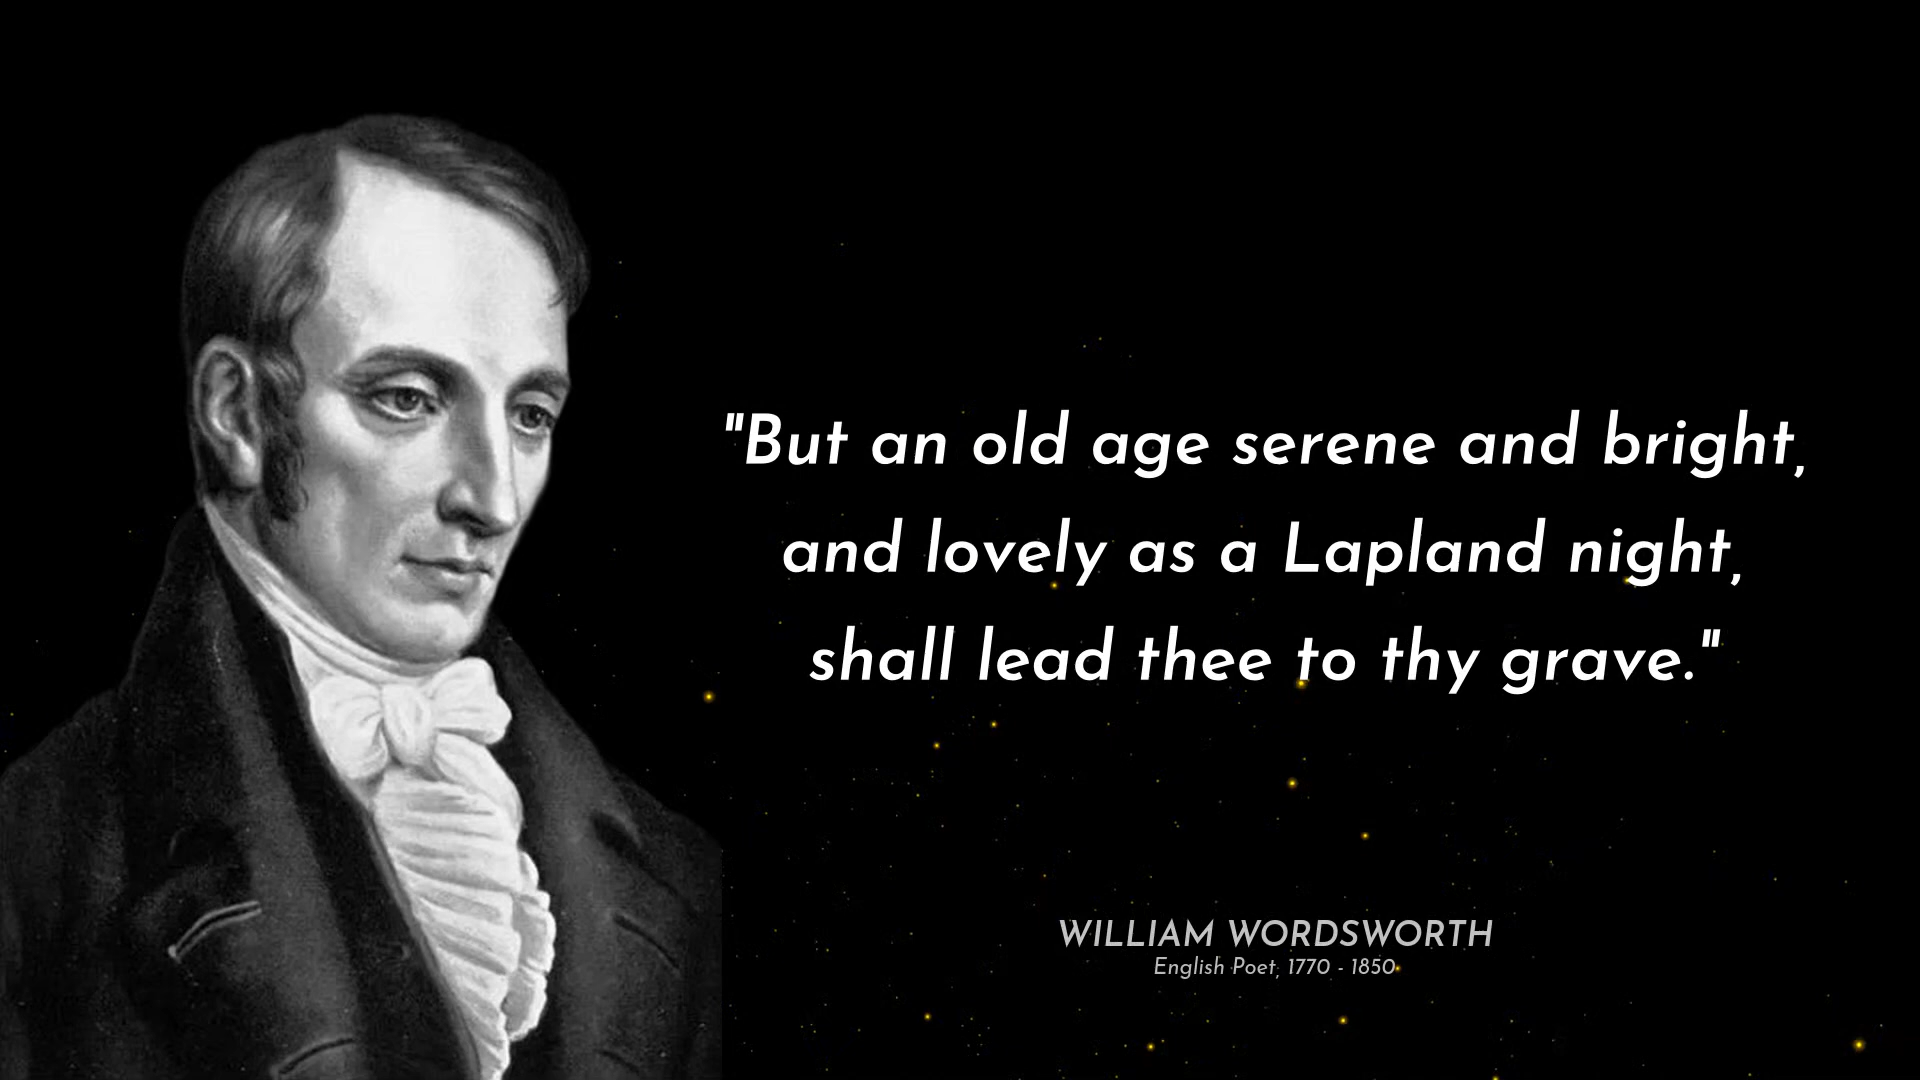 "But an old age serene and bright,
and lovely as a Lapland night,
shall lead thee to thy grave."
WILLIAM WORDSWORTH
English Poet, 1770 - 1850